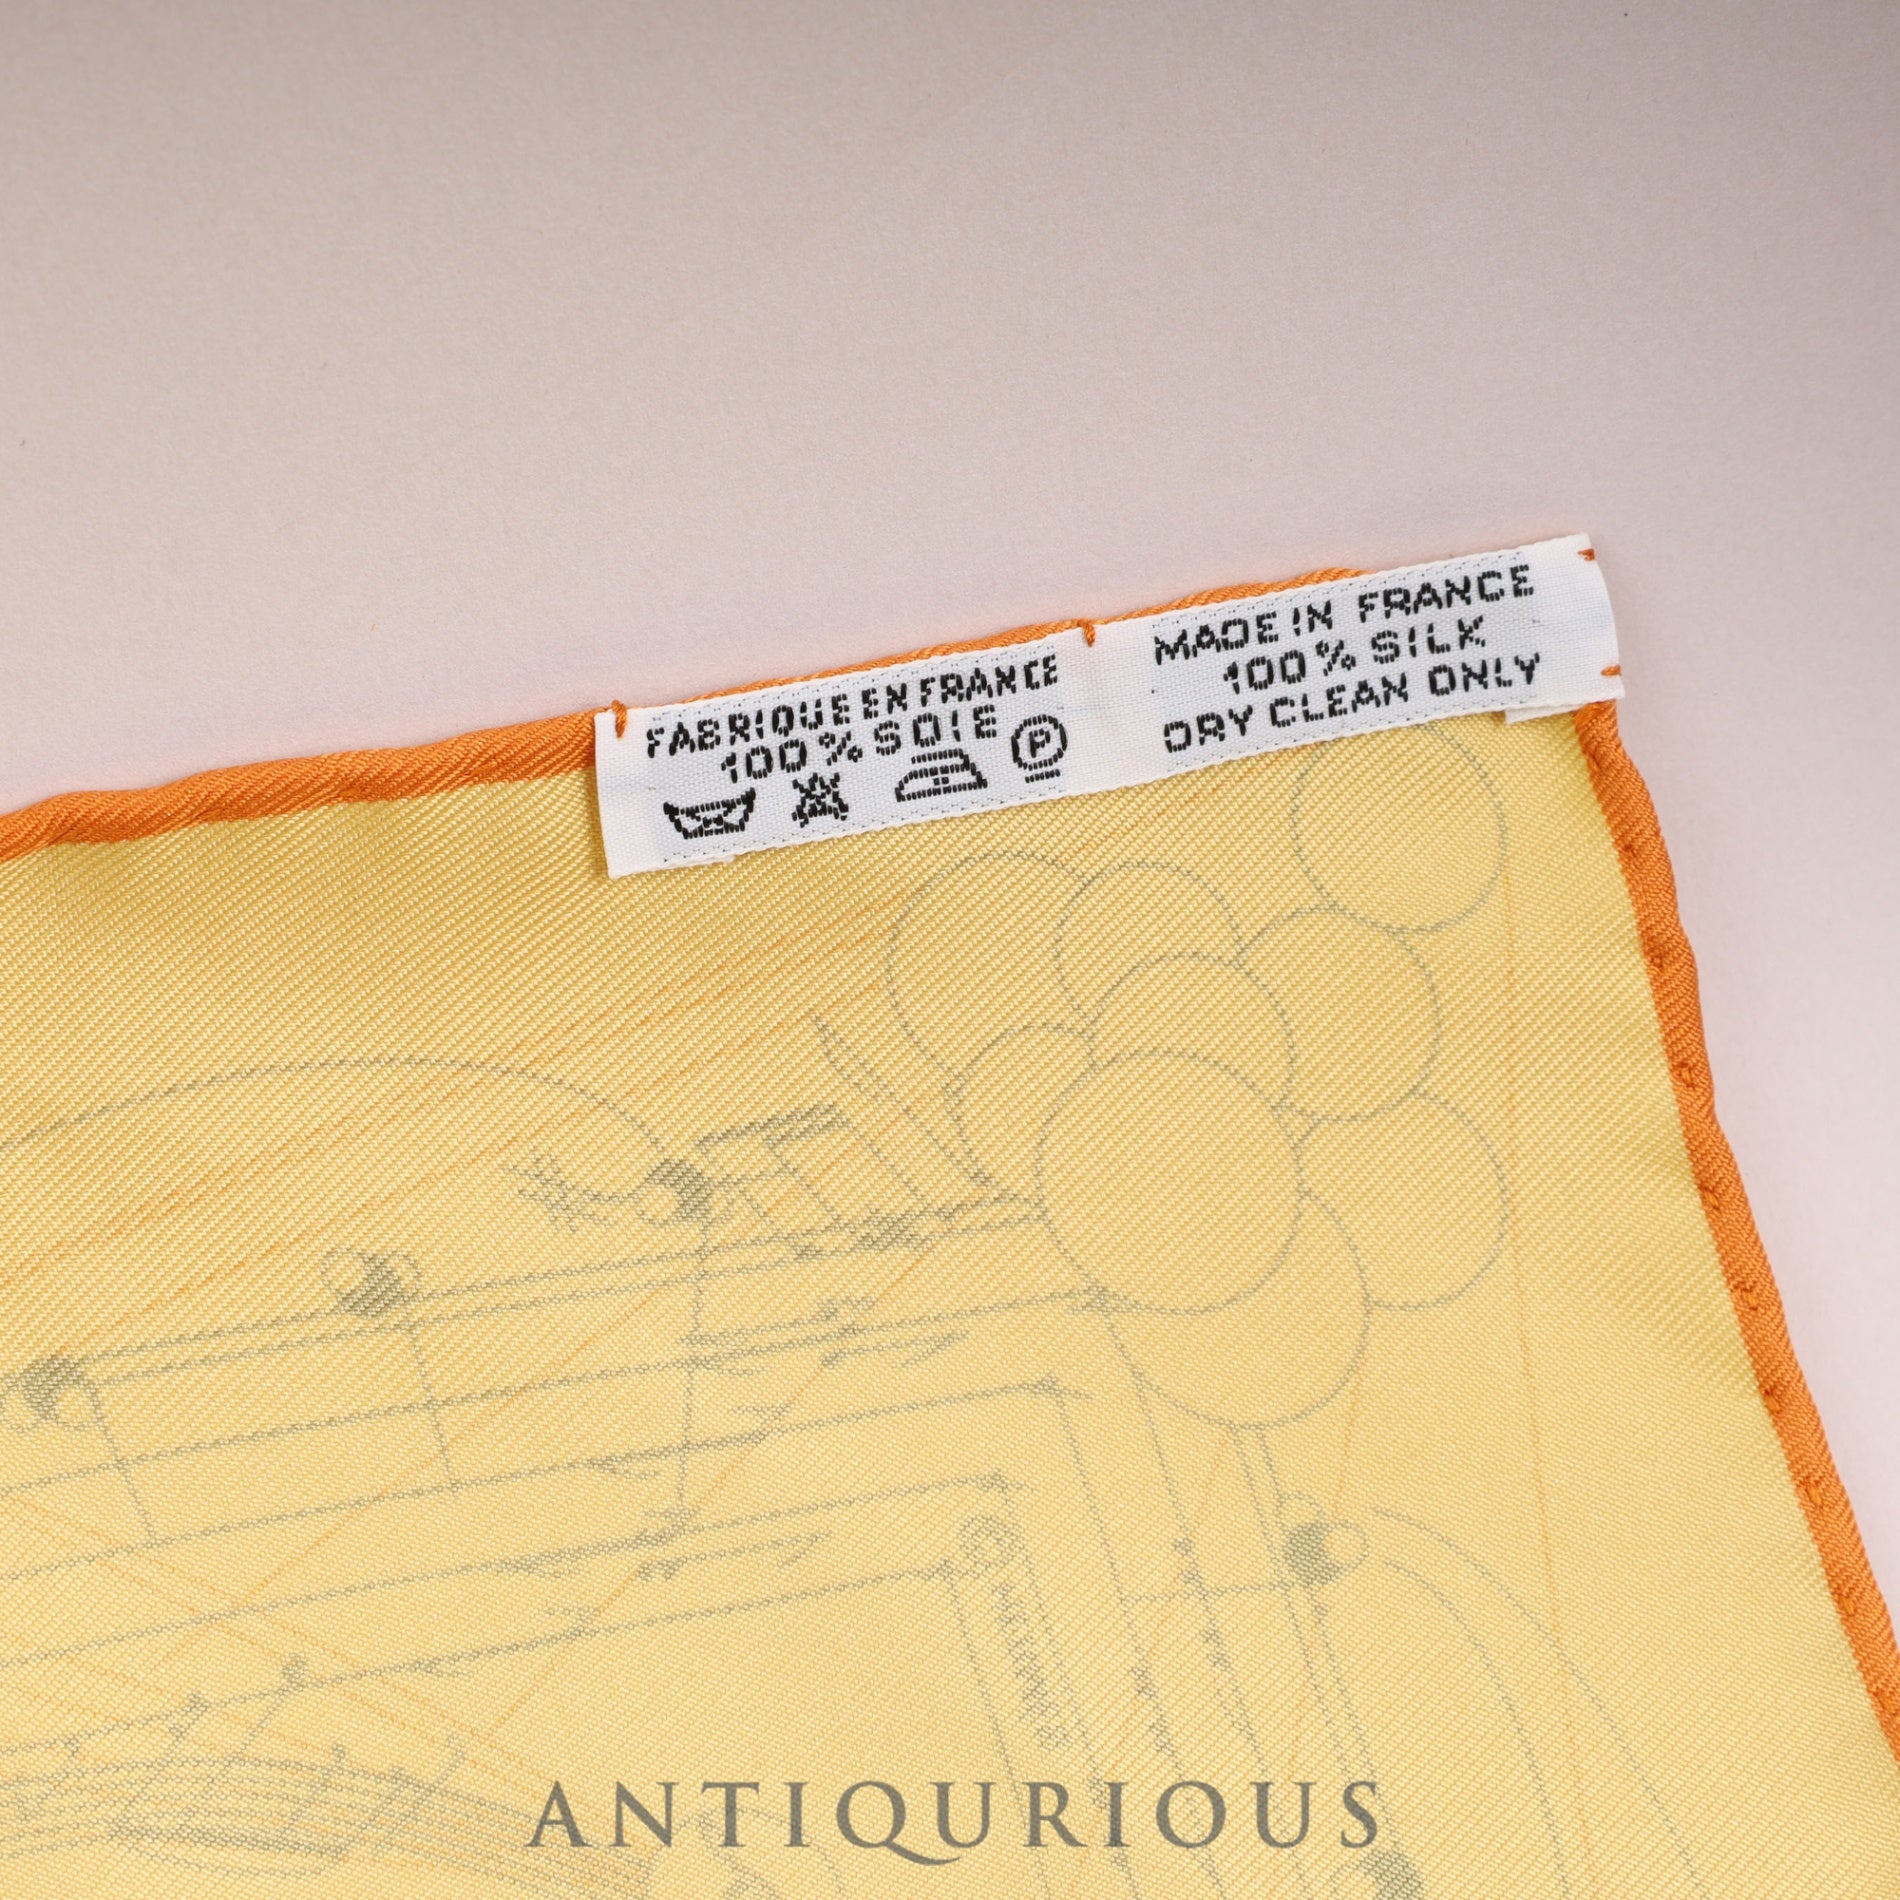 FABRIQUE EN FRANCE
100% SOIE
P
MADE IN FRANCE
100% SILK
DRY CLEAN ONLY
ANTIQURIOUS